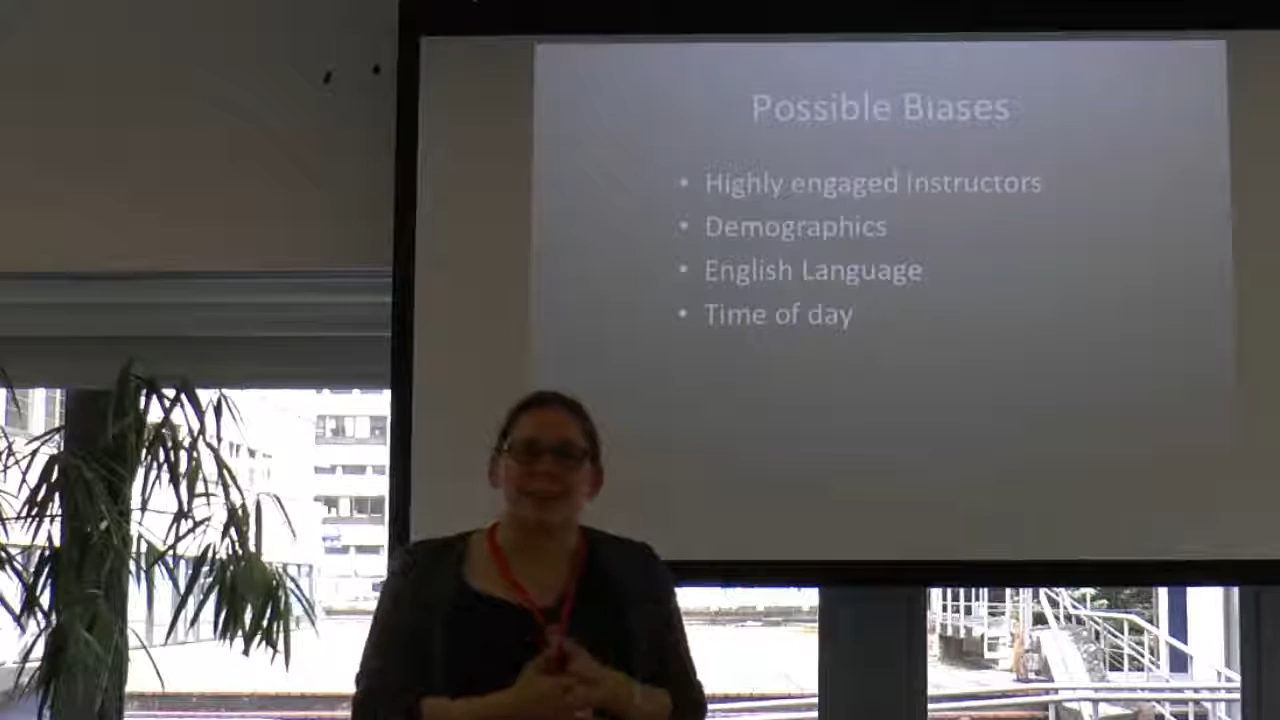 Possible Biases
• Highly engaged instructors
• Demographics
• English Language
• Time of day